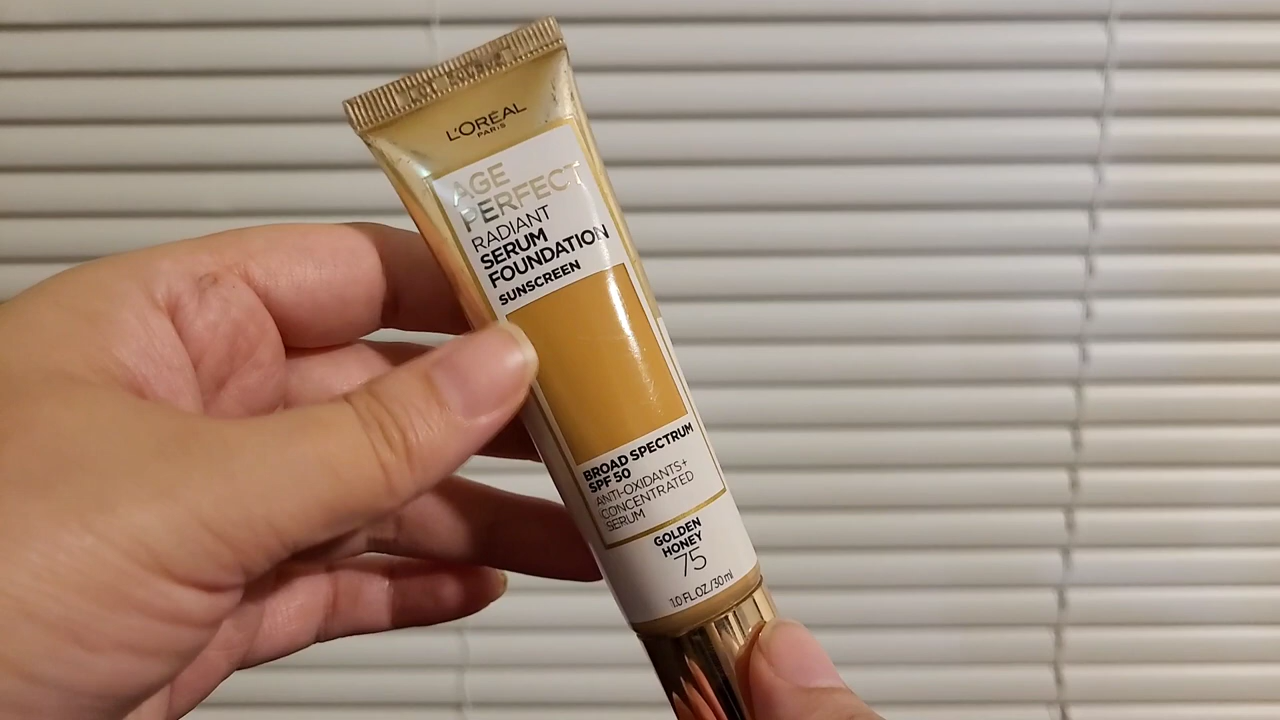 L'ORÉAL
PARIS
AGE
PERFECT
RADIANT
SERUM
FOUNDATION
SUNSCREEN
BROAD SPECTRUM
SPF 50
ANTI-OXIDANTS+
CONCENTRATED
SERUM
GOLDEN
HONEY
75
1.0 FL OZ/30 ml